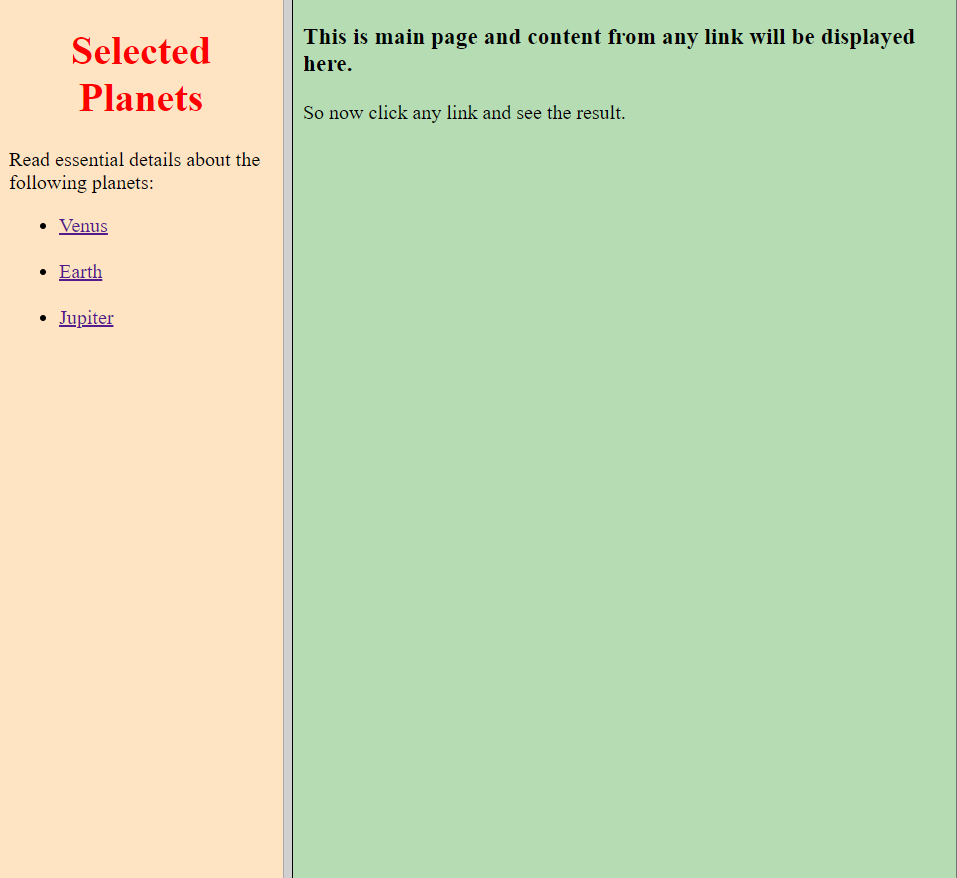 Selected
Planets
Read essential details about the
following planets:
Venus
Earth
Jupiter
This is main page and content from any link will be displayed
here.
So now click any link and see the result.